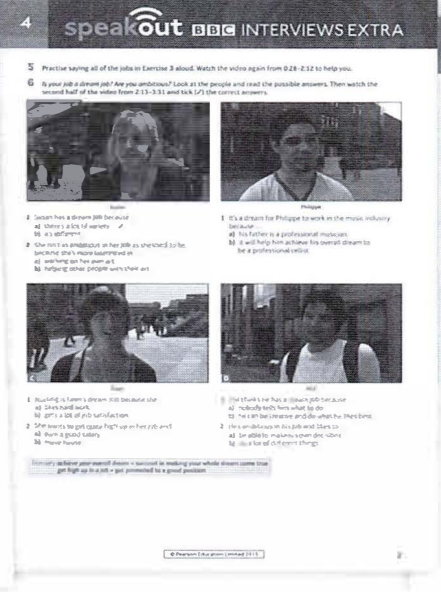 4
speakout BBC INTERVIEWS EXTRA
5 Practise saying all of the jobs in Exercise 3 aloud. Watch the video again from 0:28–2:12 to help you.
6 Is your job a dream job? Are you ambitious? Look at the people and read the possible answers. Then watch the
second half of the video from 2:13–3:51 and tick (✓) the correct answers.
Philippe
1 Susan has a dream job because
a) there's a lot of variety ✓
b) it's different
2 She isn't as ambitious in her job as she used to be
because she's more interested in
a) working on her own art
b) helping other people with their art
1 It's a dream for Philippe to work in the music industry
because
a) his father is a professional musician
b) it will help him achieve his overall dream to
be a professional cellist
C
1 Nursing is dream job because she
a) likes hard work
b) gets a lot of job satisfaction
2 She wants to get quite high up in her job and
a) earn a good salary
b) move house
thinks he has a dream job because
a) nobody tells him what to do
b) he can be creative and do what he likes best
2 He's ambitious in his job and likes to
a) be able to make his own decisions
b) do a lot of different things
achieve your overall dream = succeed in making your whole dream come true
get high up in a job = get promoted to a good position
© Pearson Education Limited 2015
2